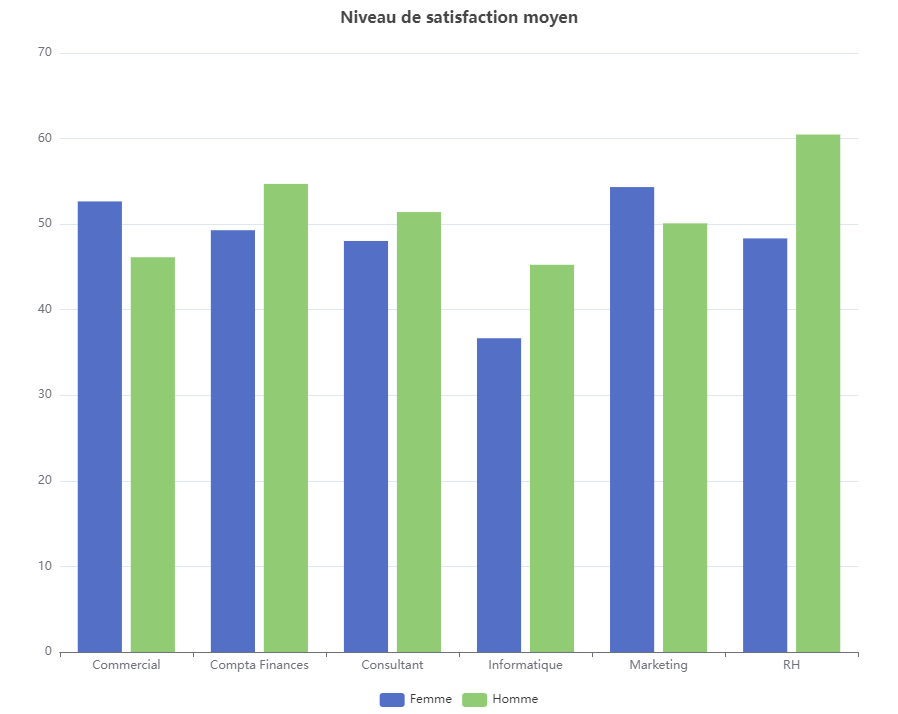 Niveau de satisfaction moyen
70
60
50
40
30
20
10
0
Commercial Compta Finances Consultant Informatique Marketing RH
Femme Homme